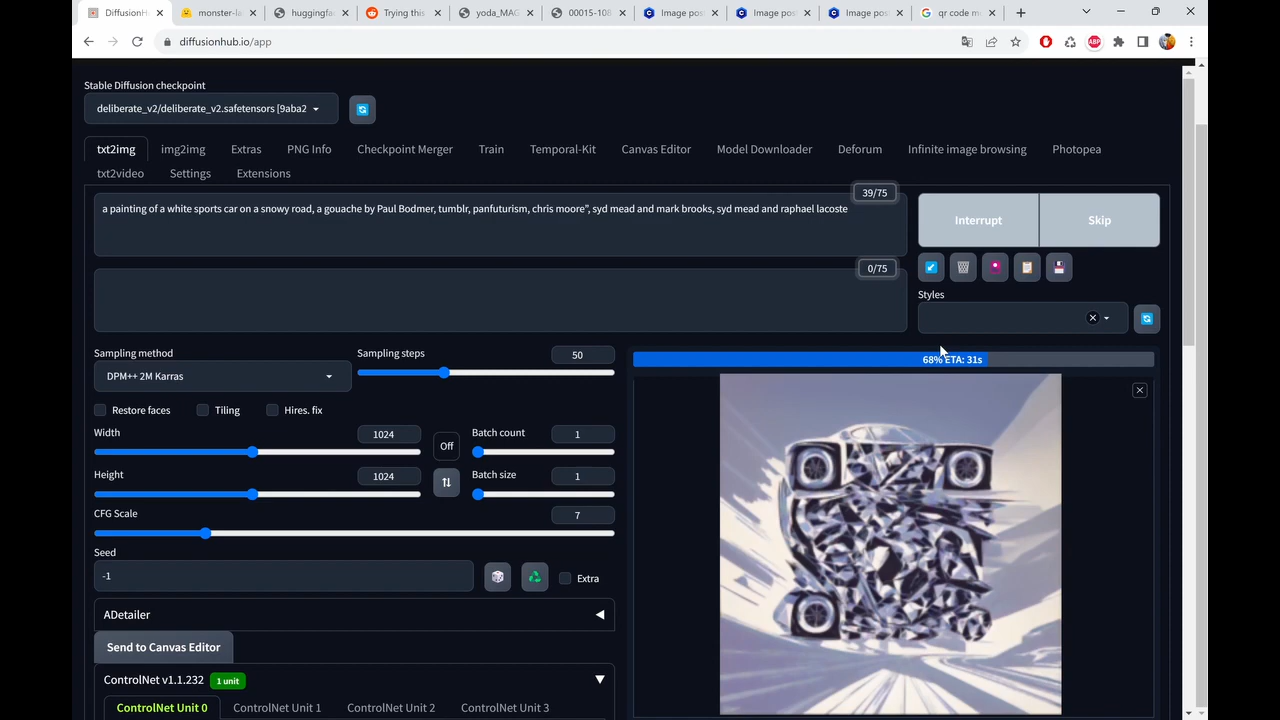 DiffusionH
monster-la
huggingfac
Trying this
yoda_MAG
00015-108
Image pos
Image pos
Image pos
qr code m
diffusionhub.io/app
ABP
Stable Diffusion checkpoint
deliberate_v2/deliberate_v2.safetensors [9aba2
txt2img
img2img
Extras
PNG Info
Checkpoint Merger
Train
Temporal-Kit
Canvas Editor
Model Downloader
Deforum
Infinite image browsing
Photopea
txt2video
Settings
Extensions
39/75
a painting of a white sports car on a snowy road, a gouache by Paul Bodmer, tumblr, panfuturism, chris moore", syd mead and mark brooks, syd mead and raphael lacoste
Interrupt
Skip
0/75
Styles
Sampling method
DPM++ 2M Karras
Sampling steps
50
68% ETA: 31s
Restore faces
Tiling
Hires. fix
Width
1024
Off
Batch count
1
Height
1024
Batch size
1
CFG Scale
7
Seed
-1
Extra
ADetailer
Send to Canvas Editor
ControlNet v1.1.232
1 unit
ControlNet Unit 0
ControlNet Unit 1
ControlNet Unit 2
ControlNet Unit 3